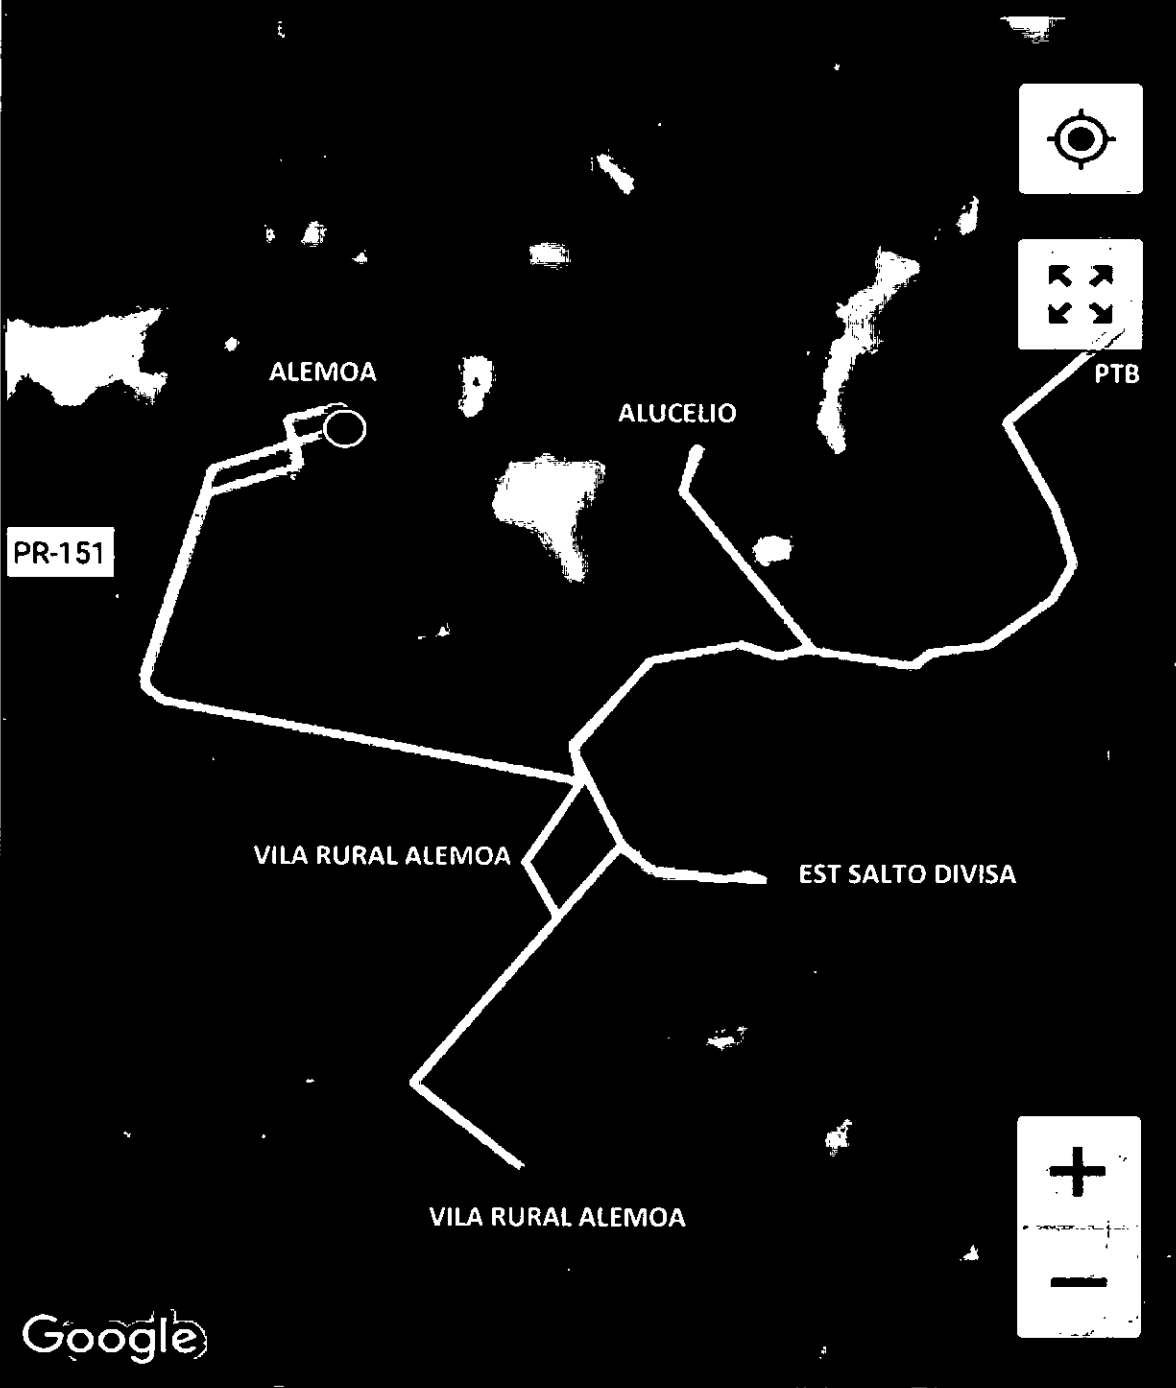 ALEMOA
PTB
ALUCELIO
PR-151
VILA RURAL ALEMOA
EST SALTO DIVISA
VILA RURAL ALEMOA
Google